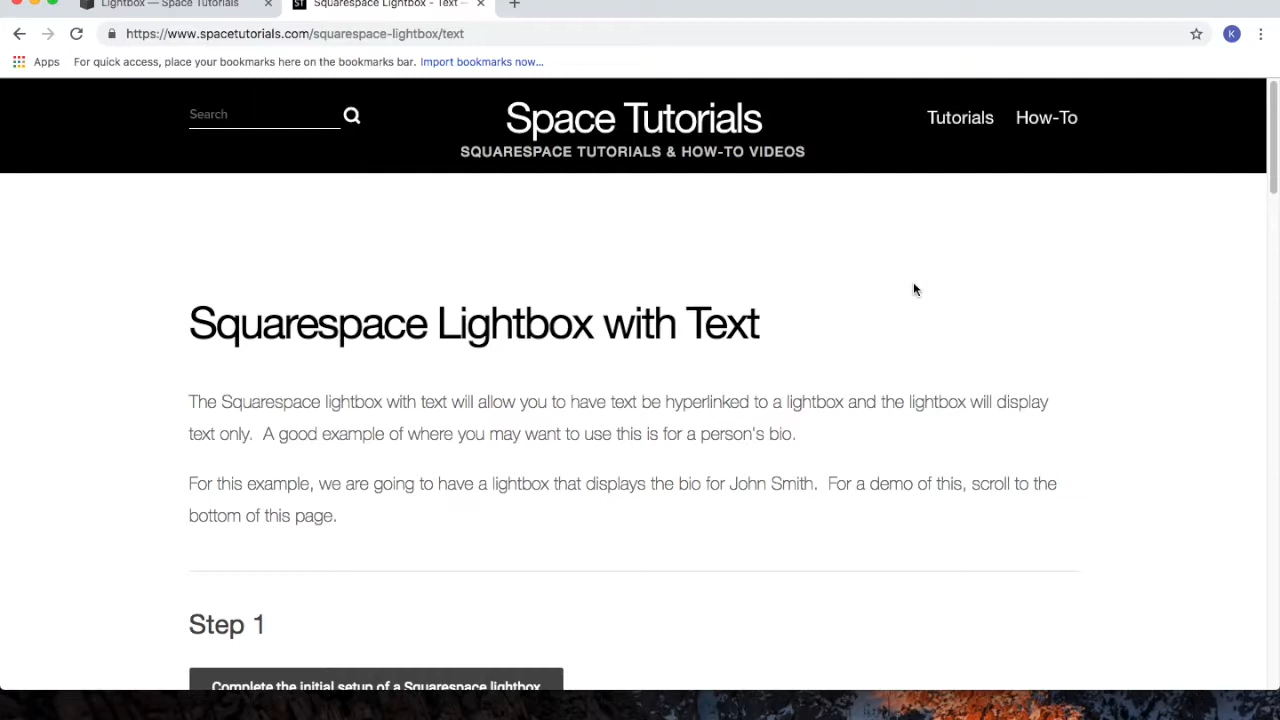 Lightbox — Space Tutorials
ST Squarespace Lightbox - Text —
https://www.spacetutorials.com/squarespace-lightbox/text
K
Apps For quick access, place your bookmarks here on the bookmarks bar. Import bookmarks now...
Search
Space Tutorials
SQUARESPACE TUTORIALS & HOW-TO VIDEOS
Tutorials How-To
Squarespace Lightbox with Text
The Squarespace lightbox with text will allow you to have text be hyperlinked to a lightbox and the lightbox will display
text only. A good example of where you may want to use this is for a person's bio.
For this example, we are going to have a lightbox that displays the bio for John Smith. For a demo of this, scroll to the
bottom of this page.
Step 1
Complete the initial setup of a Squarespace lightbox